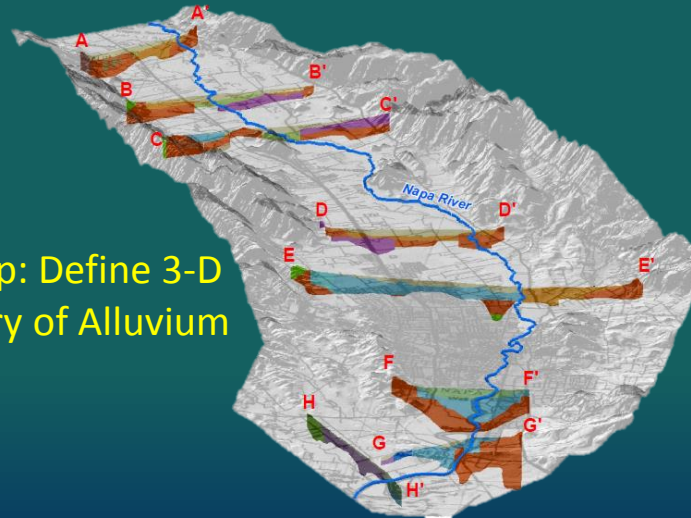 A A'
B B'
C C'
Napa River
D D'
p: Define 3-D
E E'
ry of Alluvium
F F'
H G G'
H'